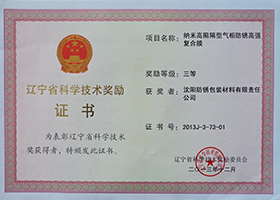 辽宁省科学技术奖励
证书
为表彰辽宁省科学技术
奖获得者，特颁发此证书。
项目名称：纳米高阻隔型气相防锈高强
复合膜
奖励等级：三等
获奖者：沈阳防锈包装材料有限责任
公司
证书号：2013J-3-73-01
辽宁省科学技术奖励委员会
二〇一三年十二月